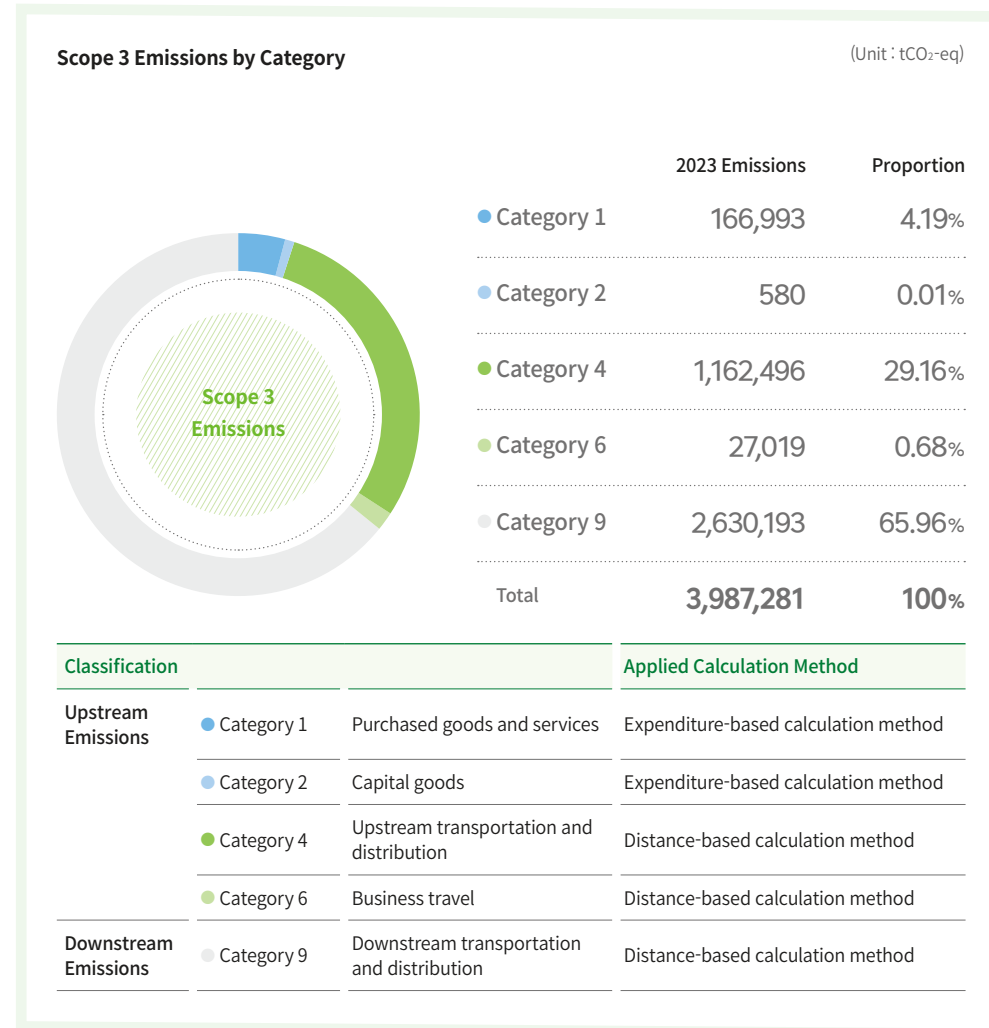 Scope 3 Emissions by Category
(Unit : tCO₂-eq)
2023 Emissions Proportion
Category 1 166,993 4.19%
Category 2 580 0.01%
Category 4 1,162,496 29.16%
Category 6 27,019 0.68%
Category 9 2,630,193 65.96%
Total 3,987,281 100%
Scope 3
Emissions
Classification Applied Calculation Method
Upstream
Emissions
Category 1 Purchased goods and services Expenditure-based calculation method
Category 2 Capital goods Expenditure-based calculation method
Category 4 Upstream transportation and
distribution
Distance-based calculation method
Category 6 Business travel Distance-based calculation method
Downstream
Emissions
Category 9 Downstream transportation
and distribution
Distance-based calculation method